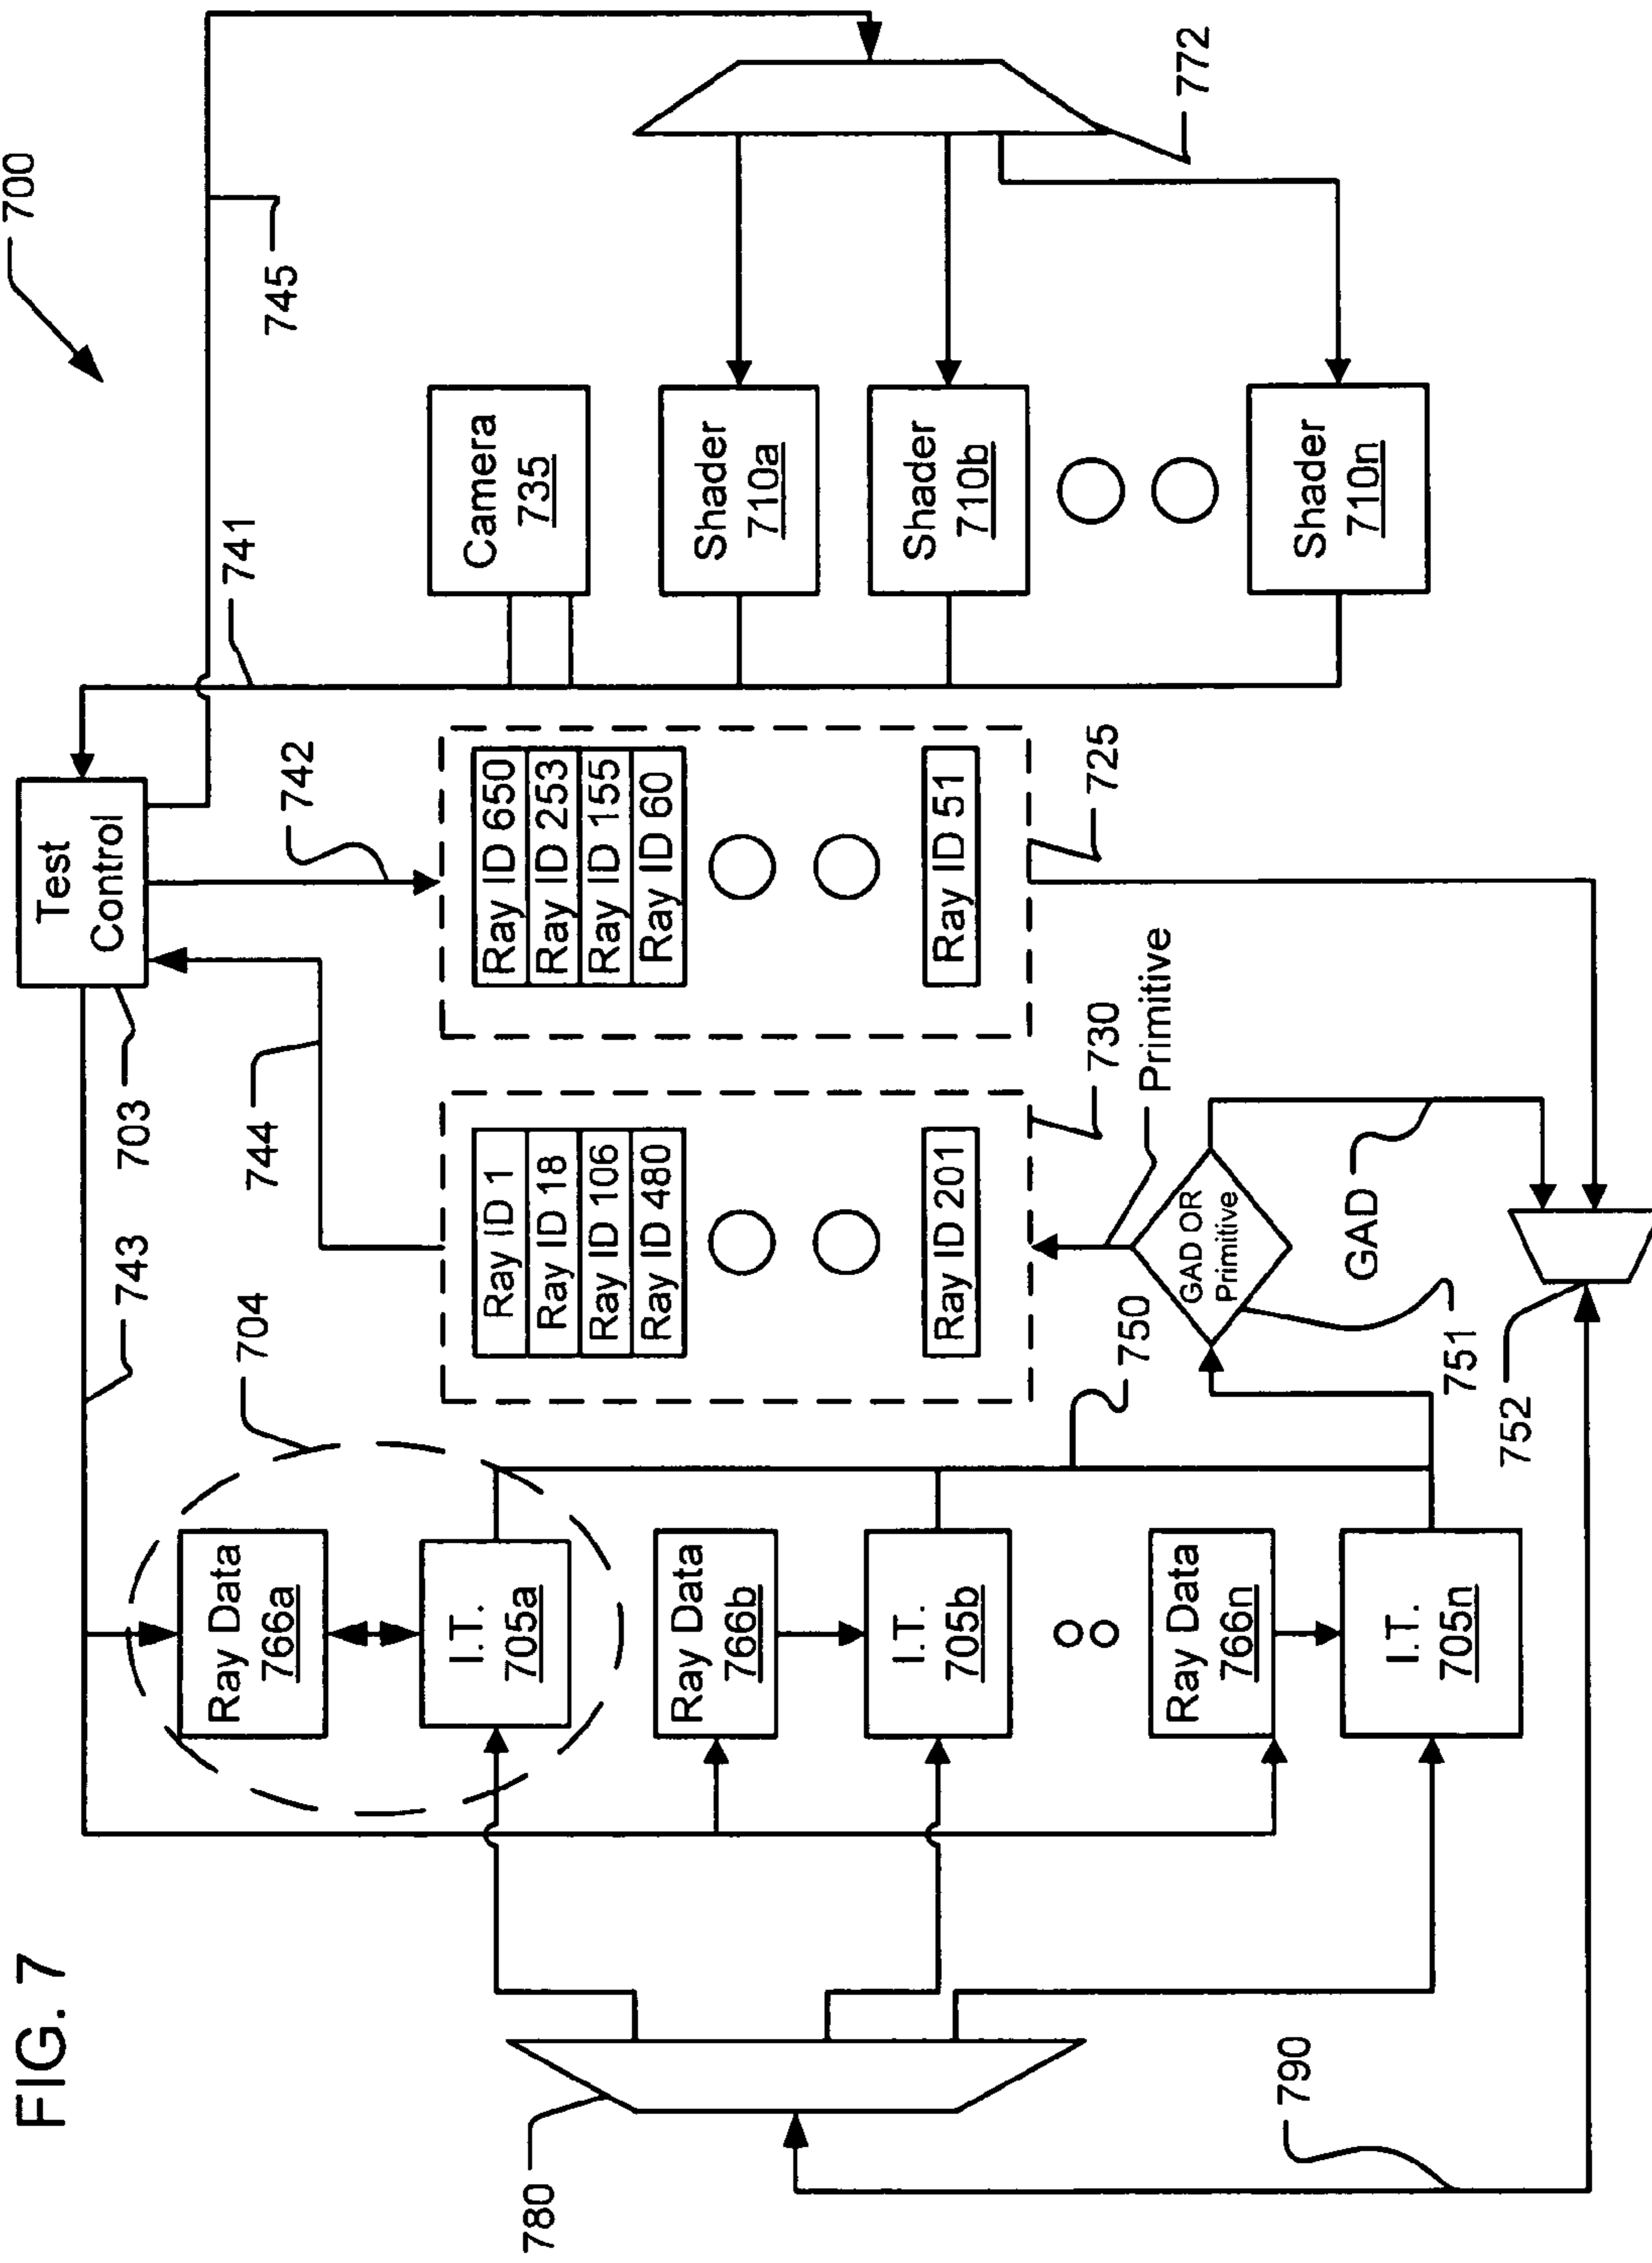 FIG. 7
700
743
703
Test
Control
744
742
741
745
704
Ray Data
766a
I.T.
705a
Ray Data
766b
I.T.
705b
Ray Data
766n
I.T.
705n
780
790
750
Ray ID 1
Ray ID 18
Ray ID 106
Ray ID 480
Ray ID 201
730
Primitive
GAD OR
Primitive
GAD
751
752
Ray ID 650
Ray ID 253
Ray ID 155
Ray ID 60
Ray ID 51
725
Camera
735
Shader
710a
Shader
710b
Shader
710n
772